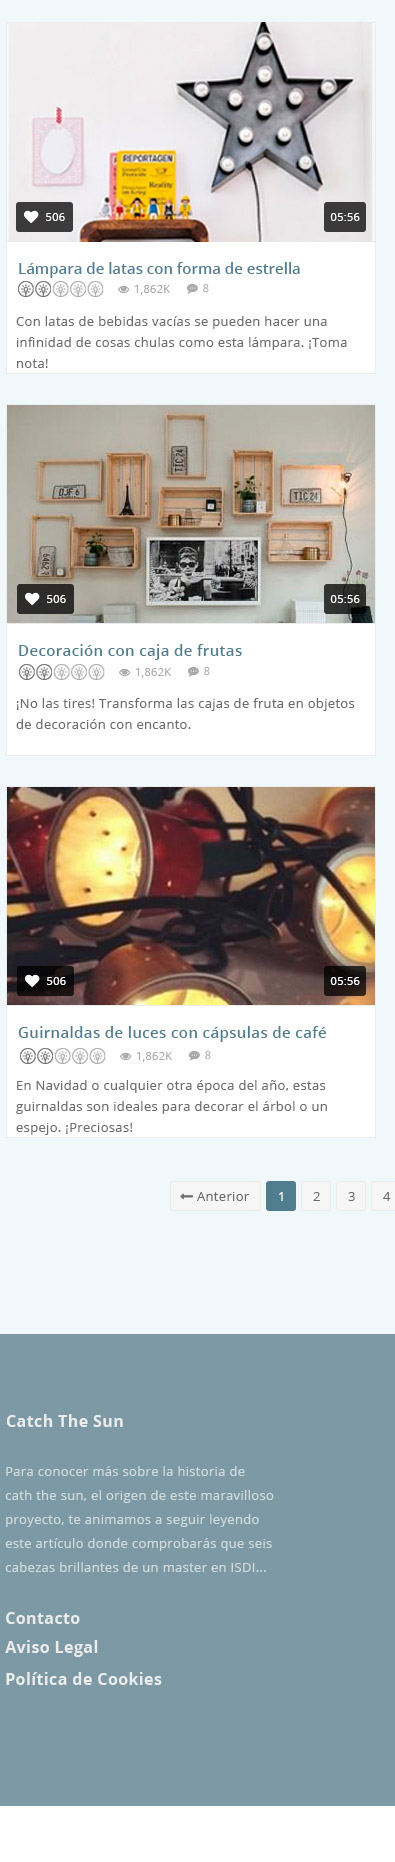 REPORTAGEN
506
05:56
Lámpara de latas con forma de estrella
1,862K 8
Con latas de bebidas vacías se pueden hacer una
infinidad de cosas chulas como esta lámpara. ¡Toma
nota!
TIC 24
DJF 6
TIC 24
506
05:56
Decoración con caja de frutas
1,862K 8
¡No las tires! Transforma las cajas de fruta en objetos
de decoración con encanto.
506
05:56
Guirnaldas de luces con cápsulas de café
1,862K 8
En Navidad o cualquier otra época del año, estas
guirnaldas son ideales para decorar el árbol o un
espejo. ¡Preciosas!
Anterior 1 2 3 4
Catch The Sun
Para conocer más sobre la historia de
cath the sun, el origen de este maravilloso
proyecto, te animamos a seguir leyendo
este artículo donde comprobarás que seis
cabezas brillantes de un master en ISDI...
Contacto
Aviso Legal
Política de Cookies